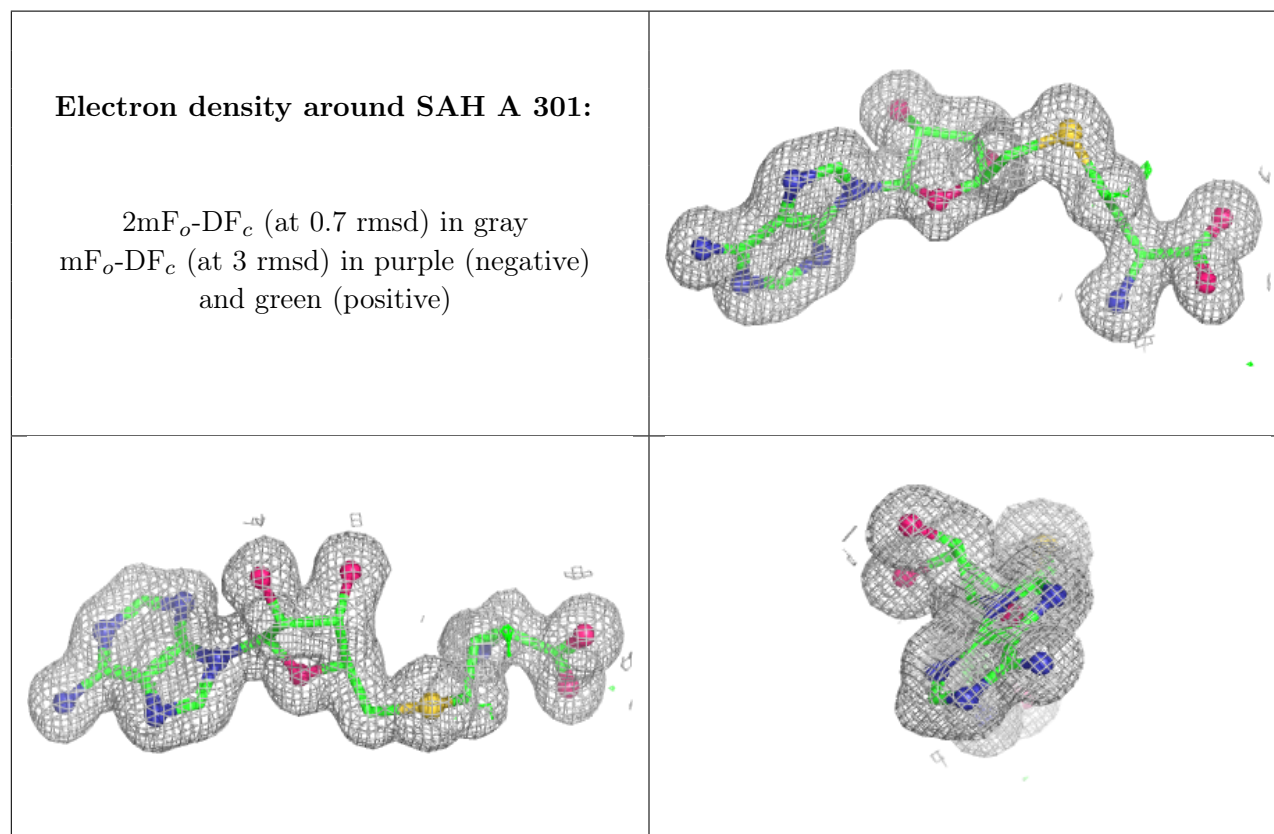 Electron density around SAH A 301:
2mFₒ-DF𝒸 (at 0.7 rmsd) in gray
mFₒ-DF𝒸 (at 3 rmsd) in purple (negative)
and green (positive)